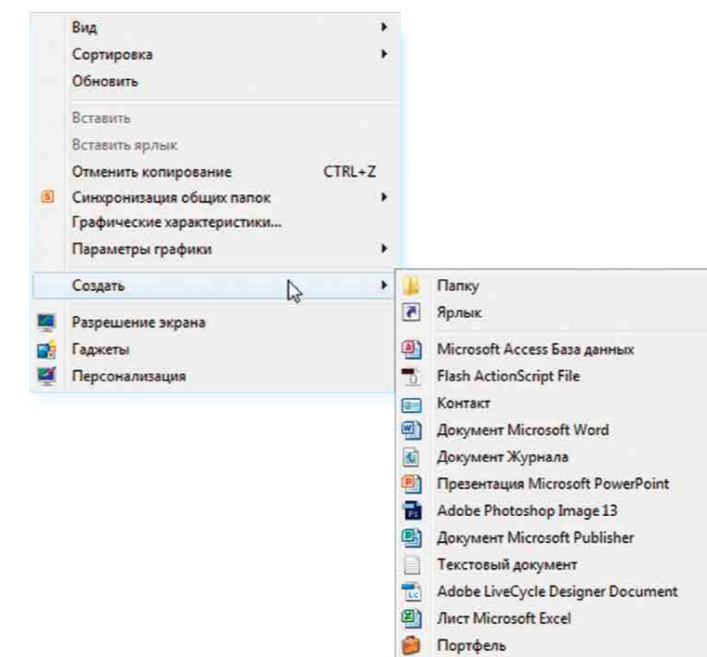 Вид
Сортировка
Обновить
Вставить
Вставить ярлык
Отменить копирование CTRL+Z
Синхронизация общих папок
Графические характеристики...
Параметры графики
Создать
Разрешение экрана
Гаджеты
Персонализация
Папку
Ярлык
Microsoft Access База данных
Flash ActionScript File
Контакт
Документ Microsoft Word
Документ Журнала
Презентация Microsoft PowerPoint
Adobe Photoshop Image 13
Документ Microsoft Publisher
Текстовый документ
Adobe LiveCycle Designer Document
Лист Microsoft Excel
Портфель